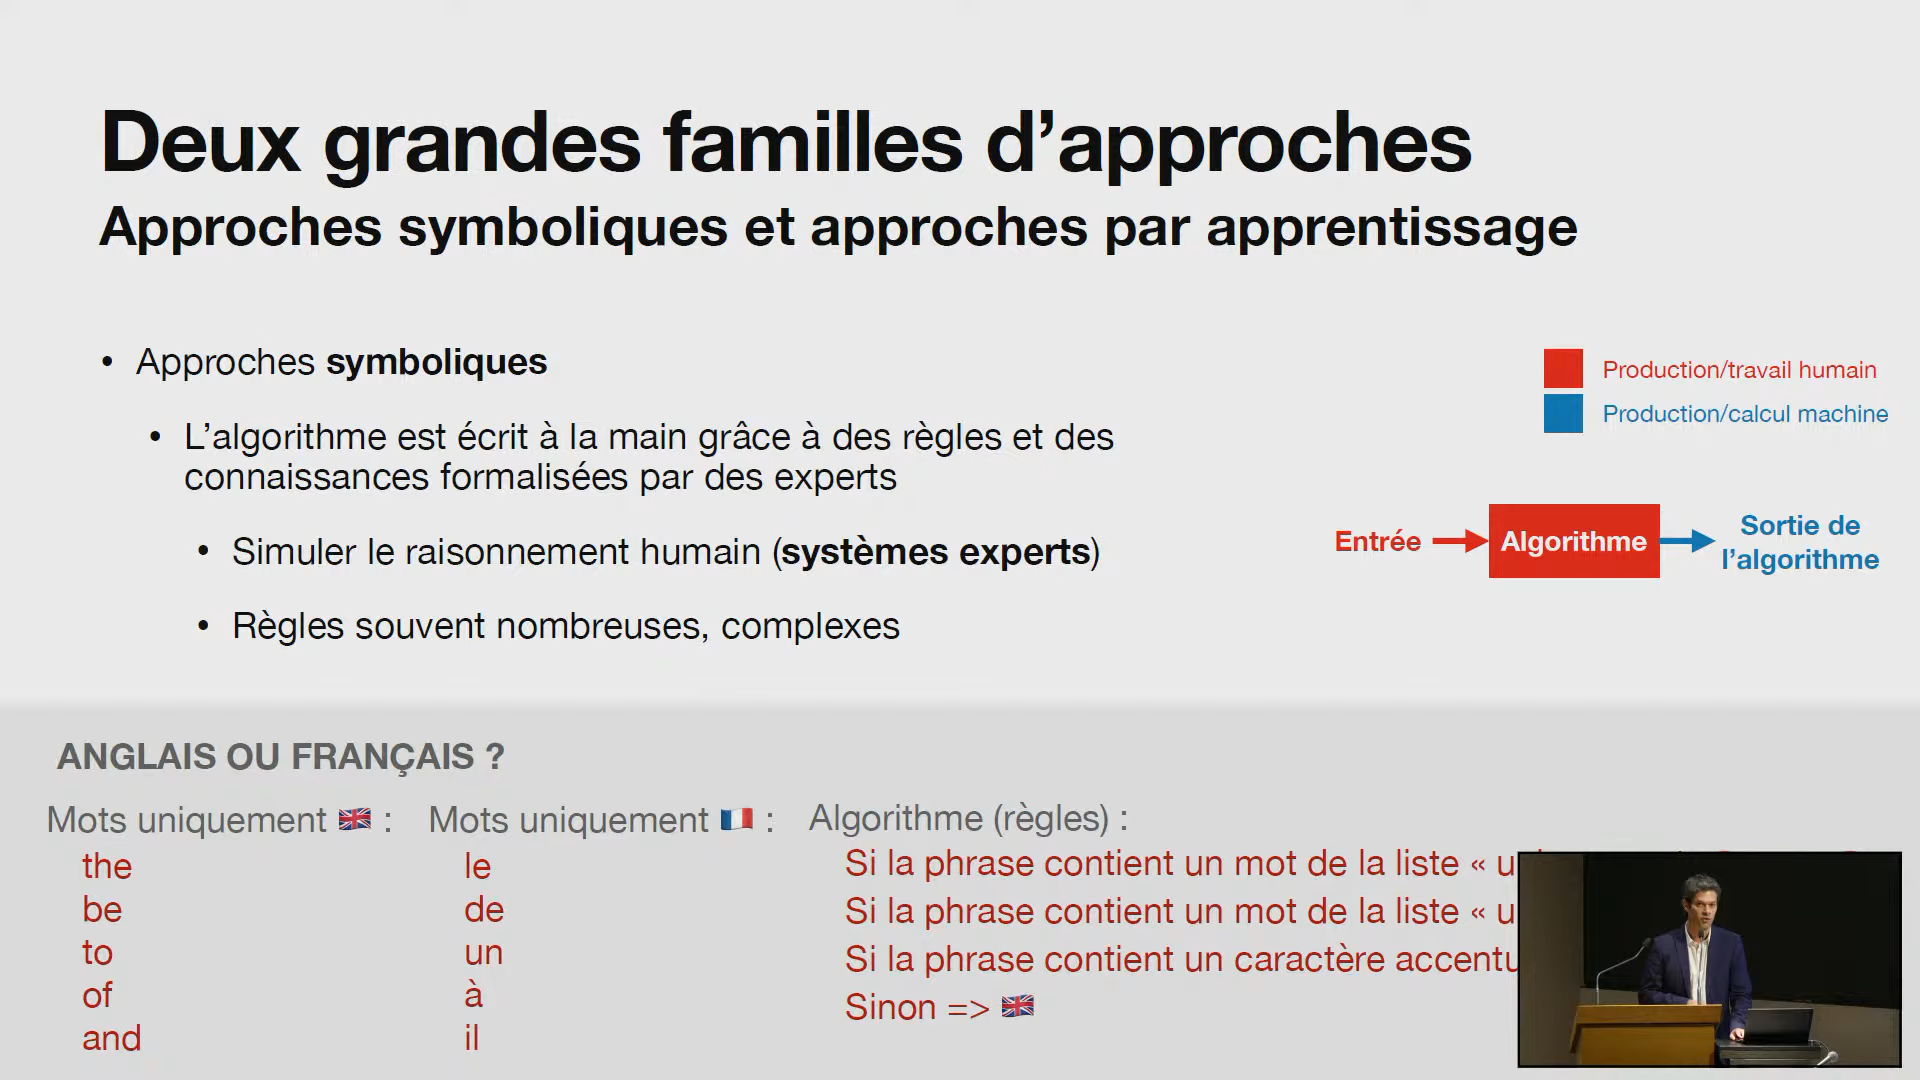 Deux grandes familles d’approches
Approches symboliques et approches par apprentissage
• Approches symboliques
• L’algorithme est écrit à la main grâce à des règles et des
connaissances formalisées par des experts
• Simuler le raisonnement humain (systèmes experts)
• Règles souvent nombreuses, complexes
Production/travail humain
Production/calcul machine
Entrée
Algorithme
Sortie de
l’algorithme
ANGLAIS OU FRANÇAIS ?
Mots uniquement 🇬🇧 :
the
be
to
of
and
Mots uniquement 🇫🇷 :
le
de
un
à
il
Algorithme (règles) :
Si la phrase contient un mot de la liste «
Si la phrase contient un mot de la liste «
Si la phrase contient un caractère
Sinon => 🇬🇧